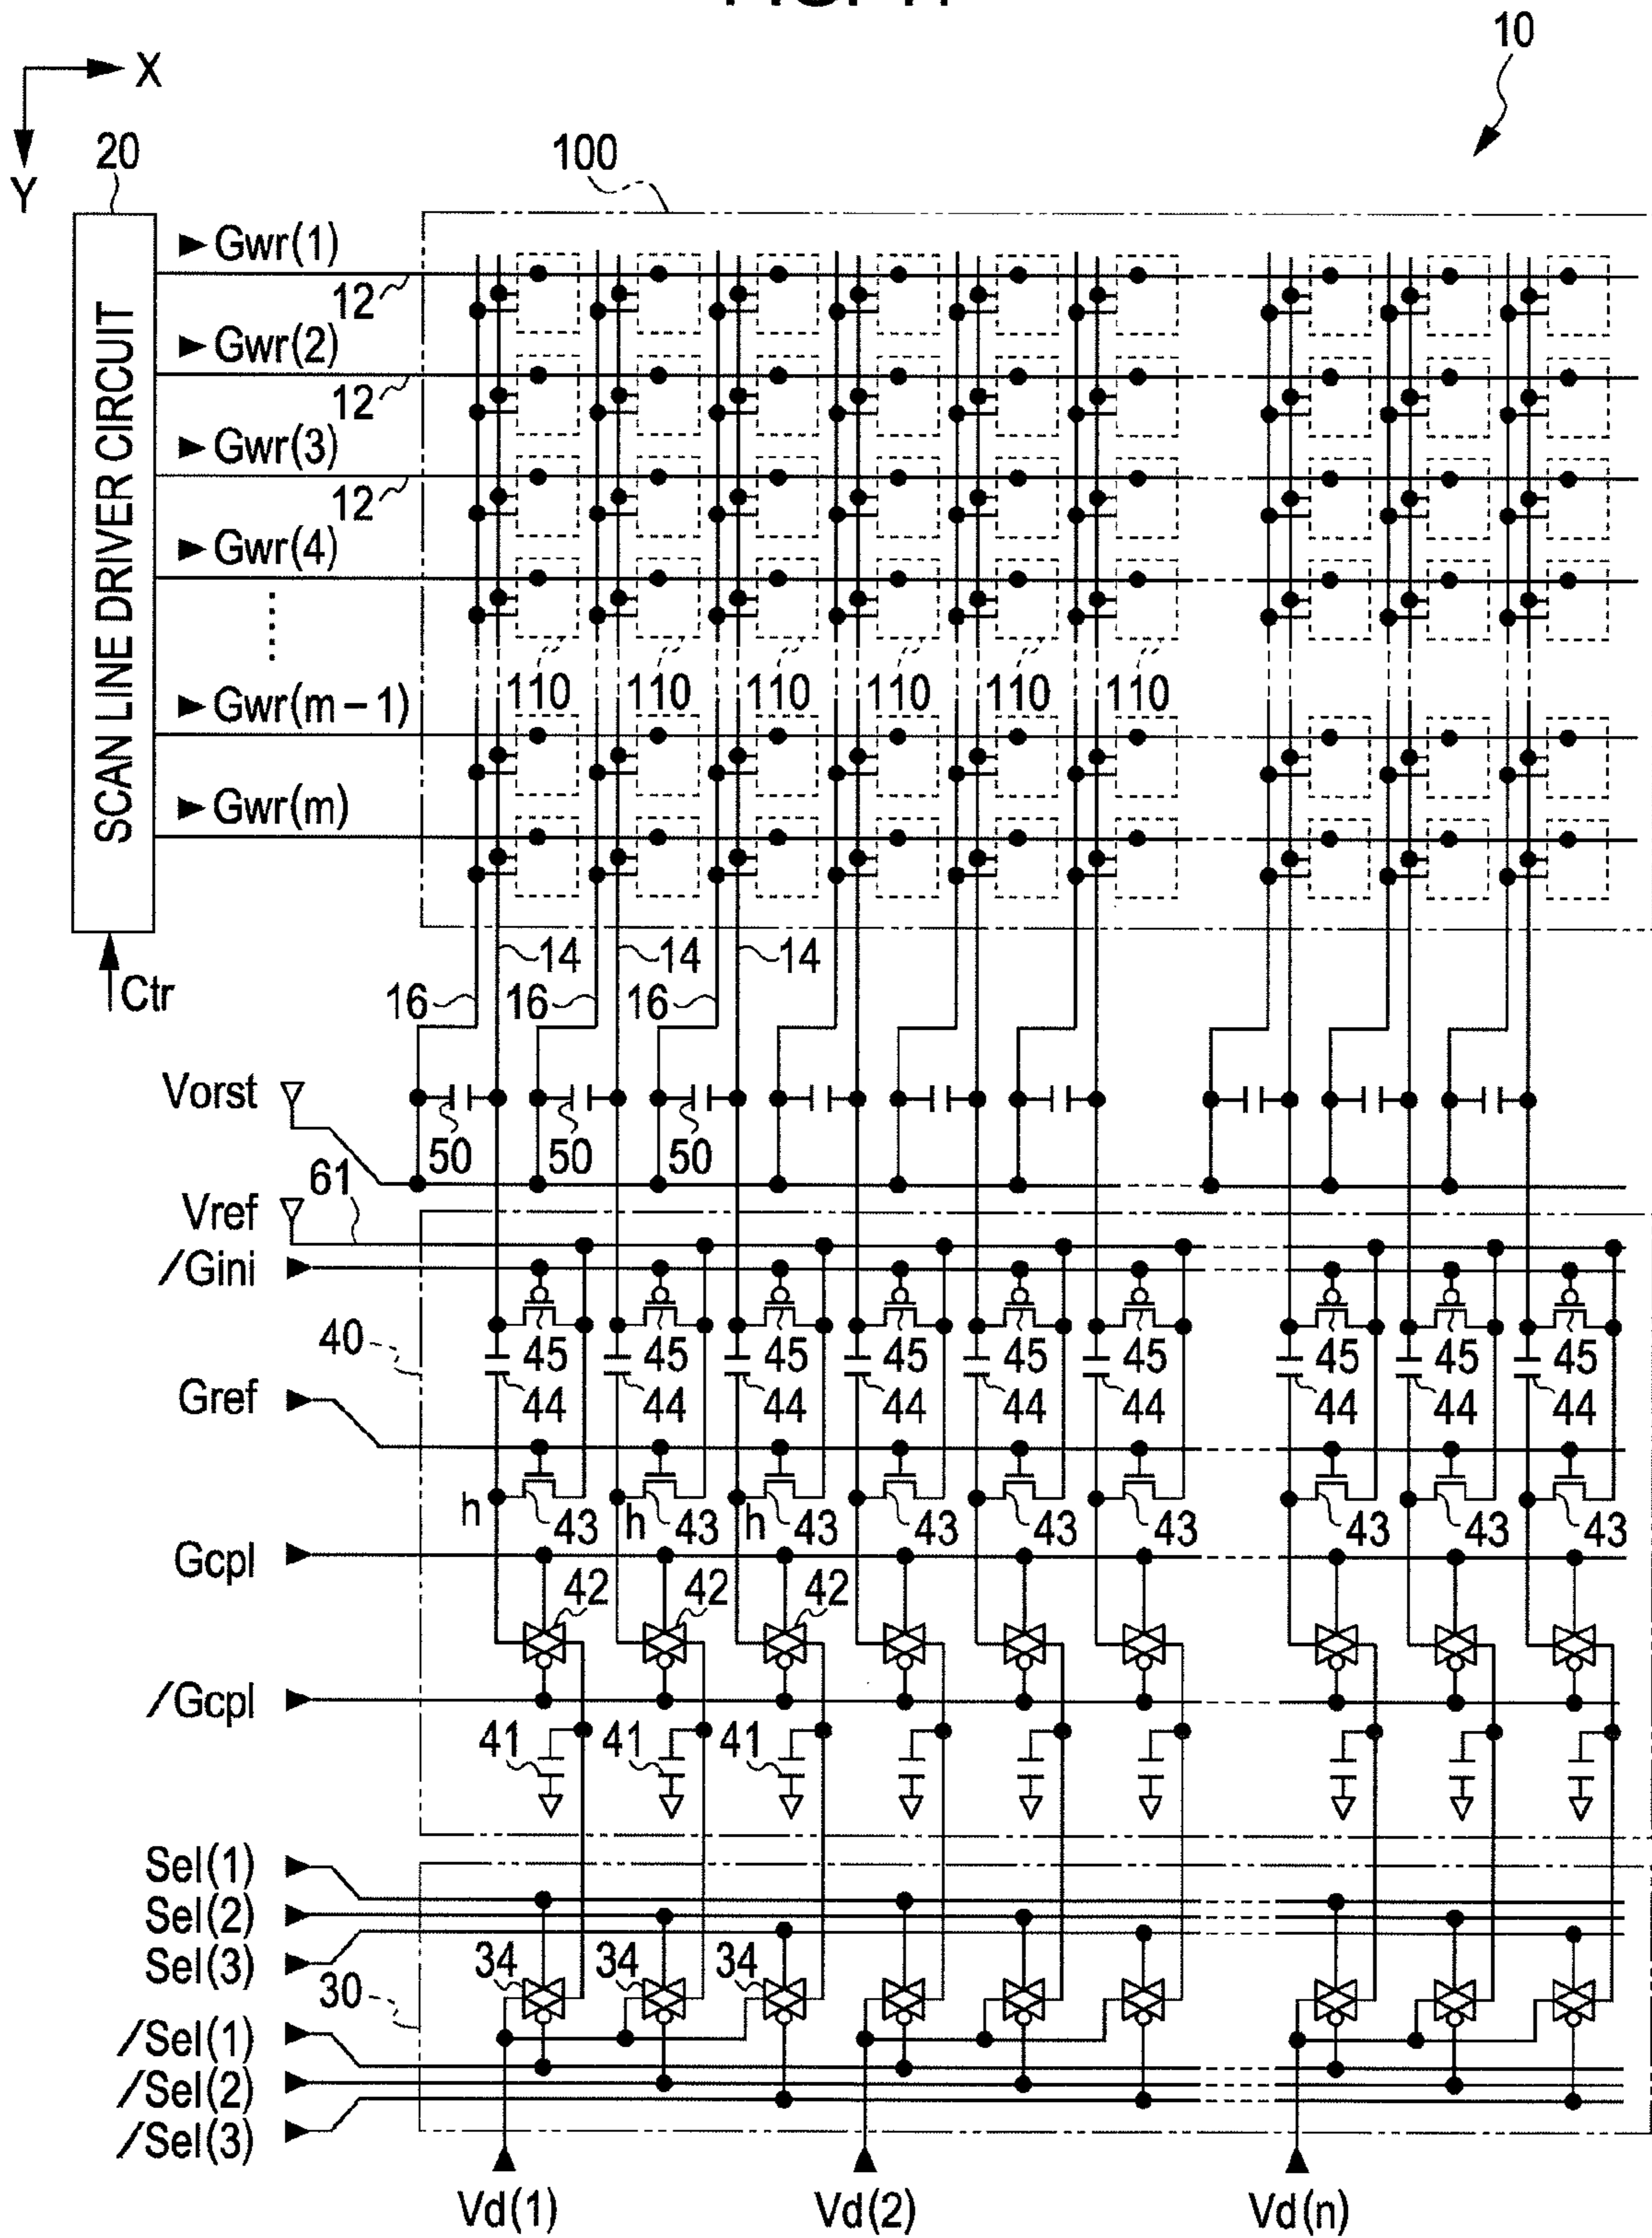 10
X
20
100
Y
Gwr(1)
12
Gwr(2)
12
Gwr(3)
12
Gwr(4)
SCAN LINE DRIVER CIRCUIT
110 110 110 110 110 110
Gwr(m-1)
Gwr(m)
14 14 14
Ctr
16 16 16
Vorst
50 50 50
61
Vref
/Gini
40
45 45 45 45 45 45 45 45 45
Gref
44 44 44 44 44 44 44 44 44
h h h
43 43 43 43 43 43 43 43 43
Gcpl
42 42 42
/Gcpl
41 41 41
Sel(1)
Sel(2)
Sel(3)
34 34 34
30
/Sel(1)
/Sel(2)
/Sel(3)
Vd(1) Vd(2) Vd(n)